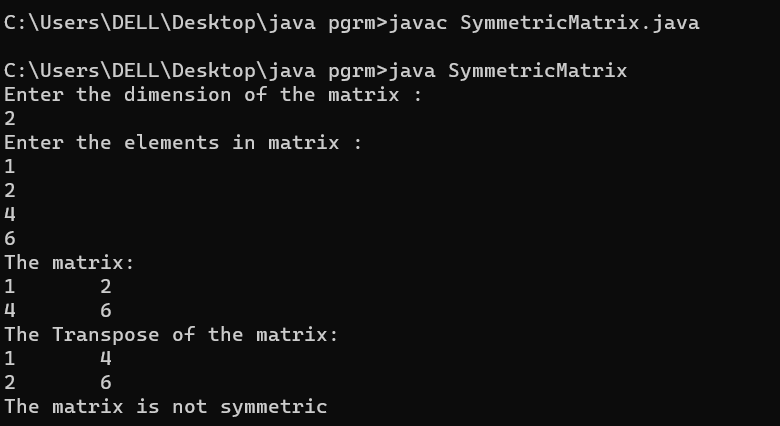 C:\Users\DELL\Desktop\java pgrm>javac SymmetricMatrix.java
C:\Users\DELL\Desktop\java pgrm>java SymmetricMatrix
Enter the dimension of the matrix :
2
Enter the elements in matrix :
1
2
4
6
The matrix:
1       2
4       6
The Transpose of the matrix:
1       4
2       6
The matrix is not symmetric